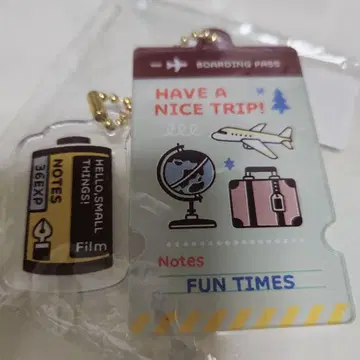 BOARDING PASS
HAVE A
NICE TRIP!
Notes
FUN TIMES
HELLO, SMALL
THINGS!
NOTES
36EXP
Film